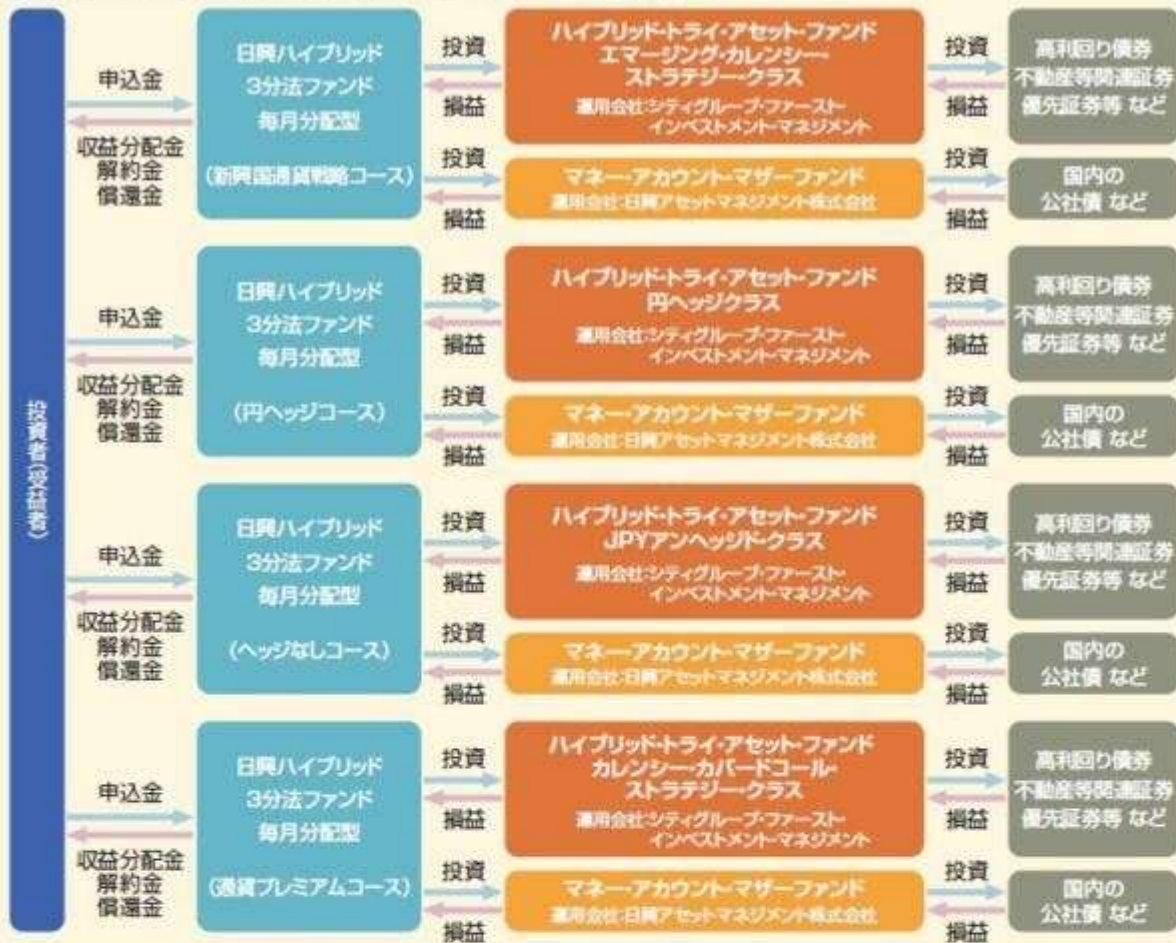 投資者(受益者)
申込金
収益分配金
解約金
償還金
日興ハイブリッド
3分法ファンド
毎月分配型
(新興国通貨戦略コース)
投資
損益
ハイブリッド・トライ・アセット・ファンド
エマージング・カレンシー・
ストラテジー・クラス
運用会社:シティグループ・ファースト・
インベストメント・マネジメント
投資
損益
高利回り債券
不動産等関連証券
優先証券等 など
投資
損益
マネー・アカウント・マザーファンド
運用会社:日興アセットマネジメント株式会社
投資
損益
国内の
公社債 など
申込金
収益分配金
解約金
償還金
日興ハイブリッド
3分法ファンド
毎月分配型
(円ヘッジコース)
投資
損益
ハイブリッド・トライ・アセット・ファンド
円ヘッジクラス
運用会社:シティグループ・ファースト・
インベストメント・マネジメント
投資
損益
高利回り債券
不動産等関連証券
優先証券等 など
投資
損益
マネー・アカウント・マザーファンド
運用会社:日興アセットマネジメント株式会社
投資
損益
国内の
公社債 など
申込金
収益分配金
解約金
償還金
日興ハイブリッド
3分法ファンド
毎月分配型
(ヘッジなしコース)
投資
損益
ハイブリッド・トライ・アセット・ファンド
JPYアンヘッジド・クラス
運用会社:シティグループ・ファースト・
インベストメント・マネジメント
投資
損益
高利回り債券
不動産等関連証券
優先証券等 など
投資
損益
マネー・アカウント・マザーファンド
運用会社:日興アセットマネジメント株式会社
投資
損益
国内の
公社債 など
申込金
収益分配金
解約金
償還金
日興ハイブリッド
3分法ファンド
毎月分配型
(通貨プレミアムコース)
投資
損益
ハイブリッド・トライ・アセット・ファンド
カレンシー・カバードコール・
ストラテジー・クラス
運用会社:シティグループ・ファースト・
インベストメント・マネジメント
投資
損益
高利回り債券
不動産等関連証券
優先証券等 など
投資
損益
マネー・アカウント・マザーファンド
運用会社:日興アセットマネジメント株式会社
投資
損益
国内の
公社債 など